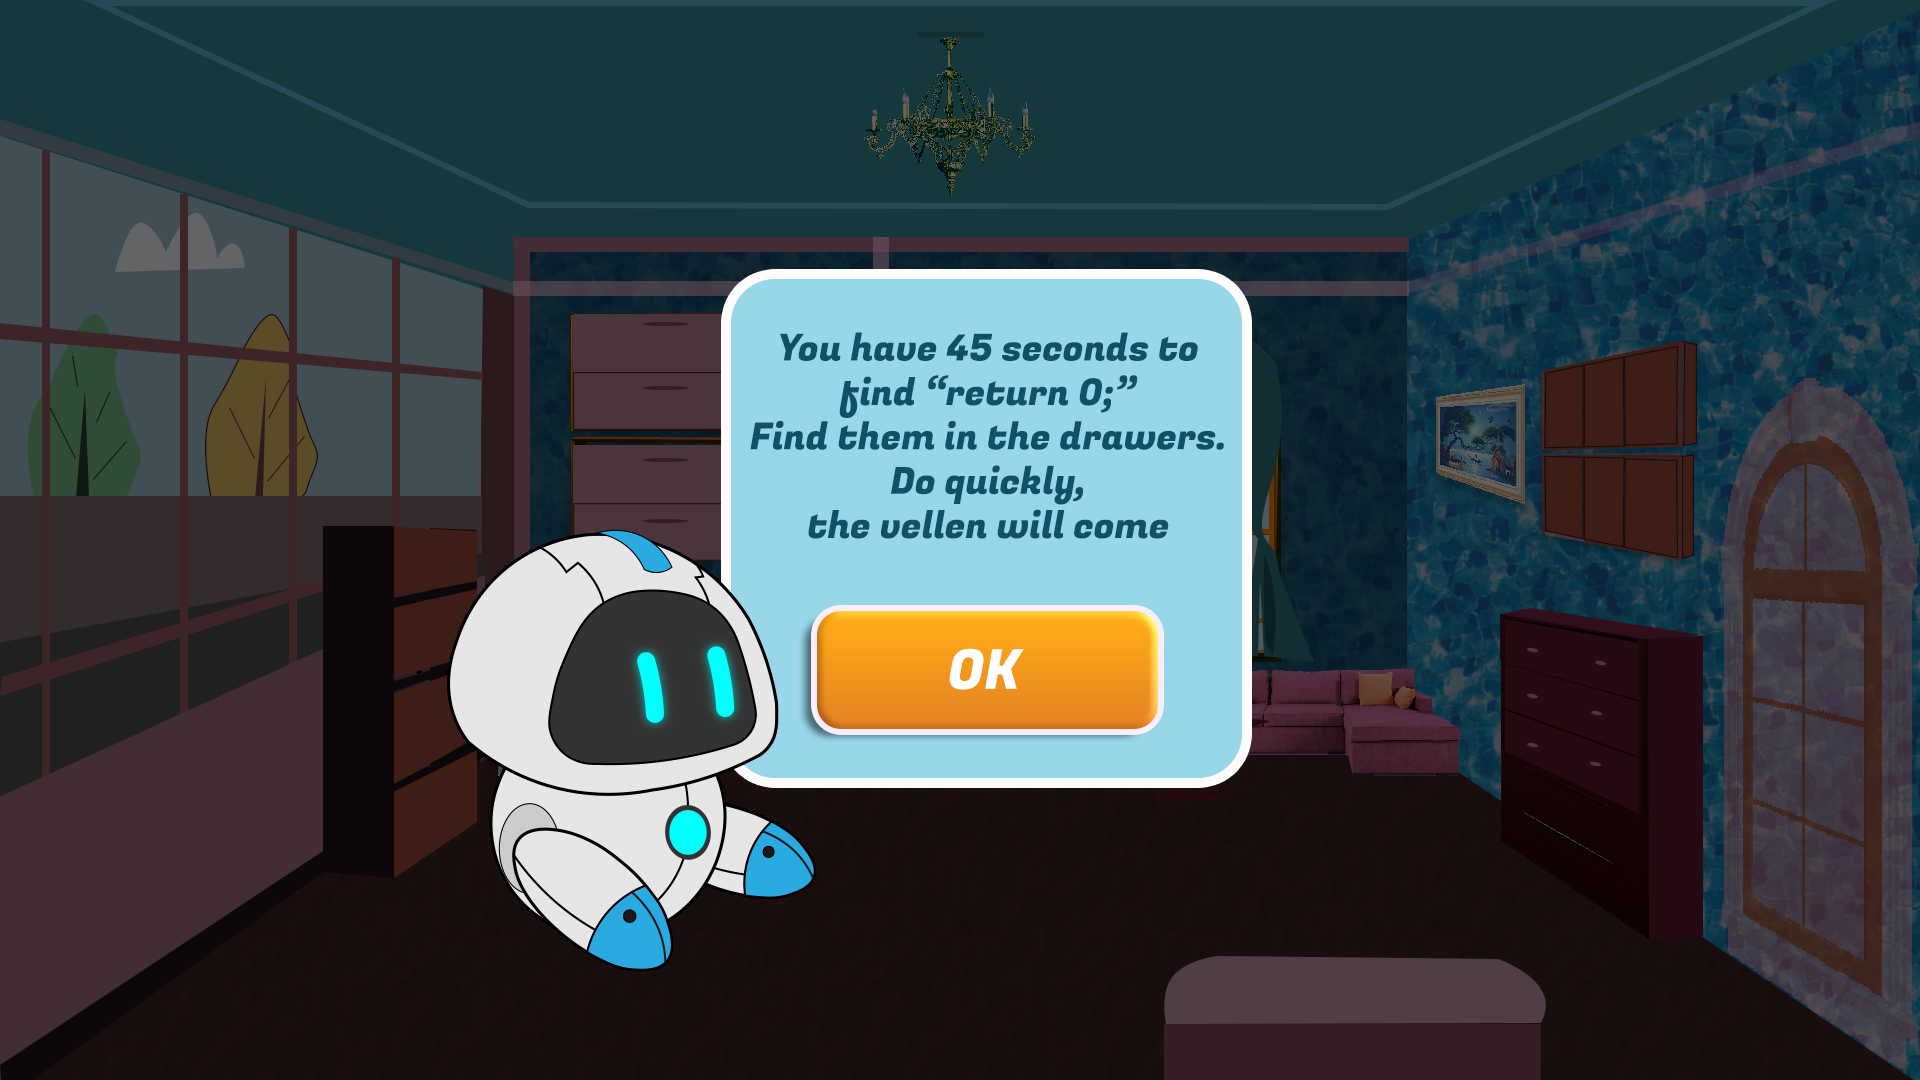 You have 45 seconds to
find “return 0;”
Find them in the drawers.
Do quickly,
the vellen will come
OK